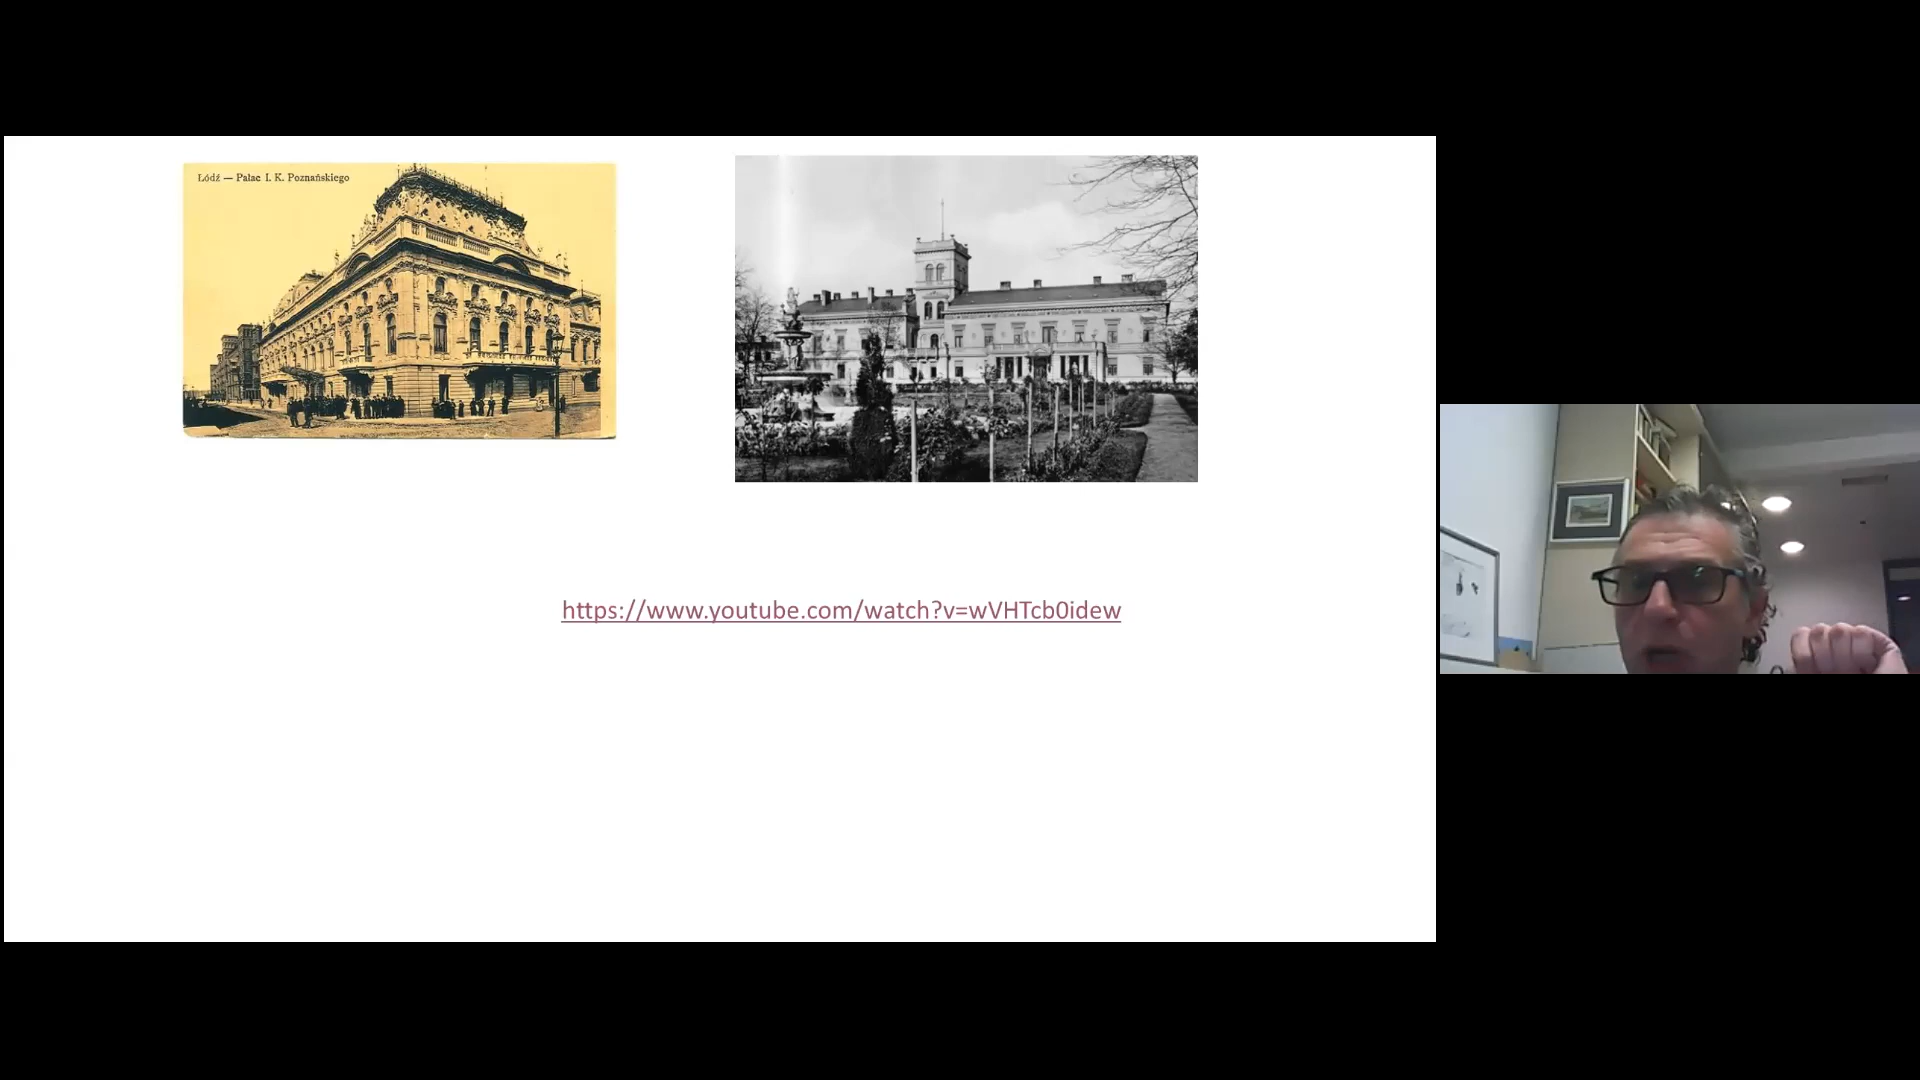 Łódź — Pałac I. K. Poznańskiego
https://www.youtube.com/watch?v=wVHTcb0idew